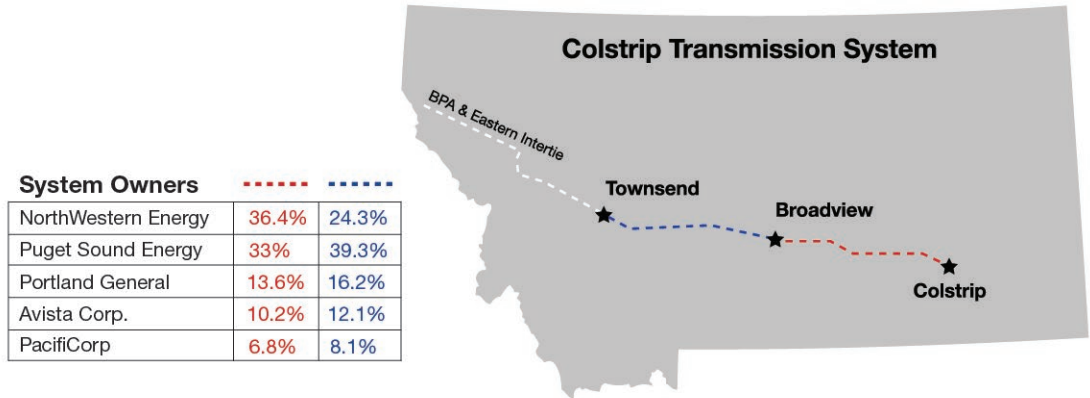 Colstrip Transmission System
BPA & Eastern Intertie
Townsend
Broadview
Colstrip
System Owners
NorthWestern Energy 36.4% 24.3%
Puget Sound Energy 33% 39.3%
Portland General 13.6% 16.2%
Avista Corp. 10.2% 12.1%
PacifiCorp 6.8% 8.1%